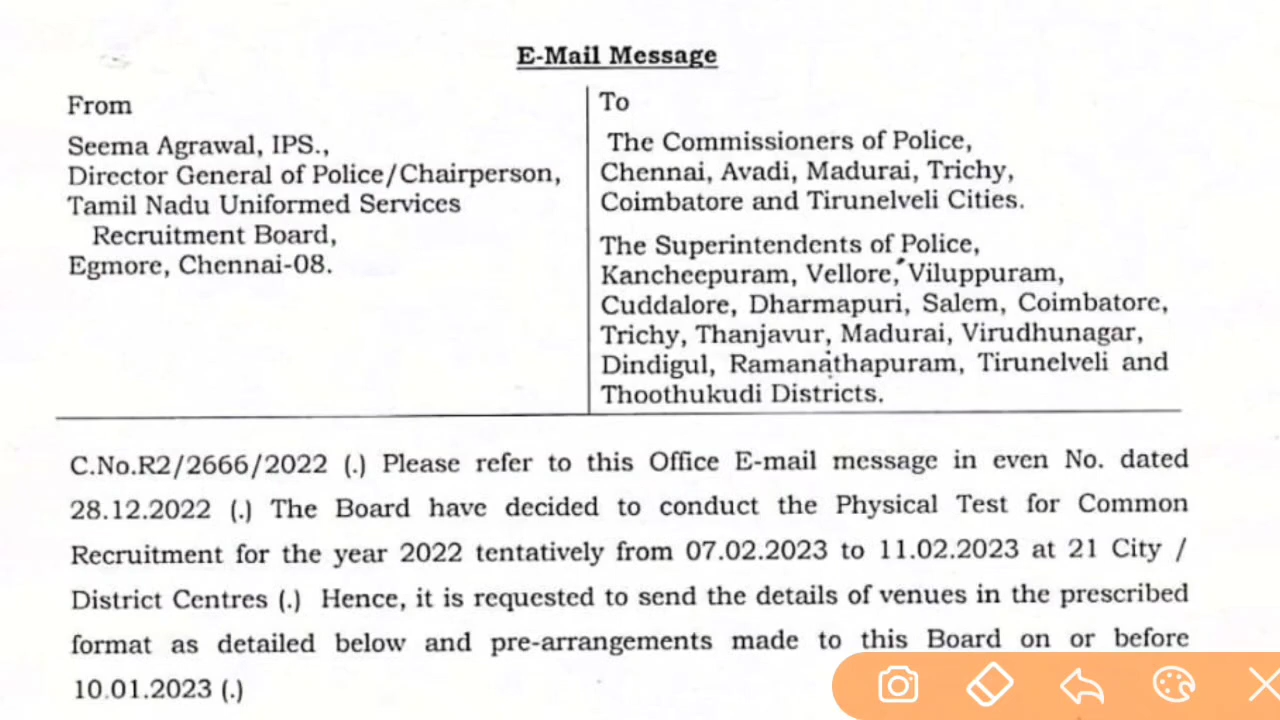 E-Mail Message
From
Seema Agrawal, IPS.,
Director General of Police/Chairperson,
Tamil Nadu Uniformed Services
Recruitment Board,
Egmore, Chennai-08.
To
The Commissioners of Police,
Chennai, Avadi, Madurai, Trichy,
Coimbatore and Tirunelveli Cities.
The Superintendents of Police,
Kancheepuram, Vellore, Viluppuram,
Cuddalore, Dharmapuri, Salem, Coimbatore,
Trichy, Thanjavur, Madurai, Virudhunagar,
Dindigul, Ramanathapuram, Tirunelveli and
Thoothukudi Districts.
C.No.R2/2666/2022 (.) Please refer to this Office E-mail message in even No. dated
28.12.2022 (.) The Board have decided to conduct the Physical Test for Common
Recruitment for the year 2022 tentatively from 07.02.2023 to 11.02.2023 at 21 City /
District Centres (.) Hence, it is requested to send the details of venues in the prescribed
format as detailed below and pre-arrangements made to this Board on or before
10.01.2023 (.)